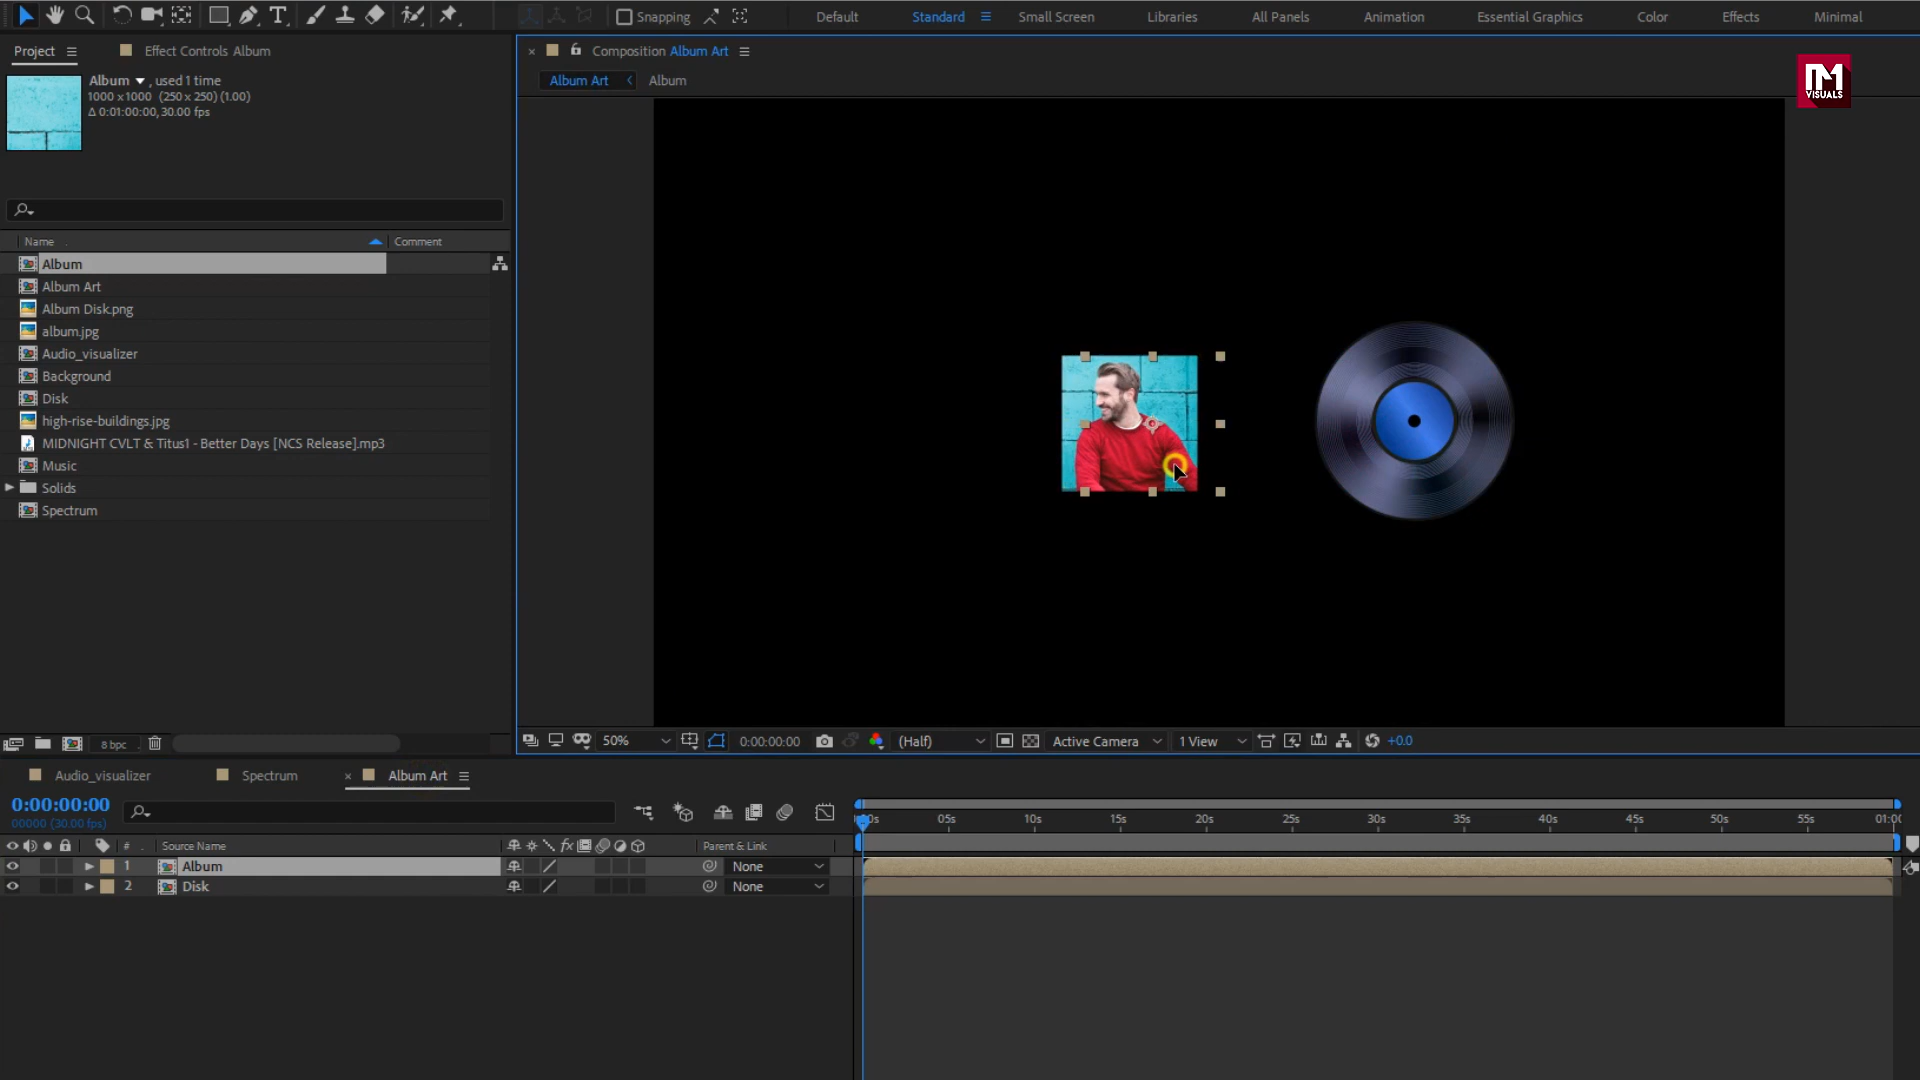 Snapping
Default
Standard
Small Screen
Libraries
All Panels
Animation
Essential Graphics
Color
Effects
Minimal
Project
Effect Controls Album
Composition Album Art
Album Art
Album
Album , used 1 time
1000 x 1000 (250 x 250) (1.00)
Δ 0:01:00:00, 30.00 fps
VISUALS
Name
Comment
Album
Album Art
Album Disk.png
album.jpg
Audio_visualizer
Background
Disk
high-rise-buildings.jpg
MIDNIGHT CVLT & Titus1 - Better Days [NCS Release].mp3
Music
Solids
Spectrum
8 bpc
50%
0:00:00:00
(Half)
Active Camera
1 View
+0.0
Audio_visualizer
Spectrum
Album Art
0:00:00:00
00000 (30.00 fps)
05s
10s
15s
20s
25s
30s
35s
40s
45s
50s
55s
# Source Name
Parent & Link
1 Album None
2 Disk None